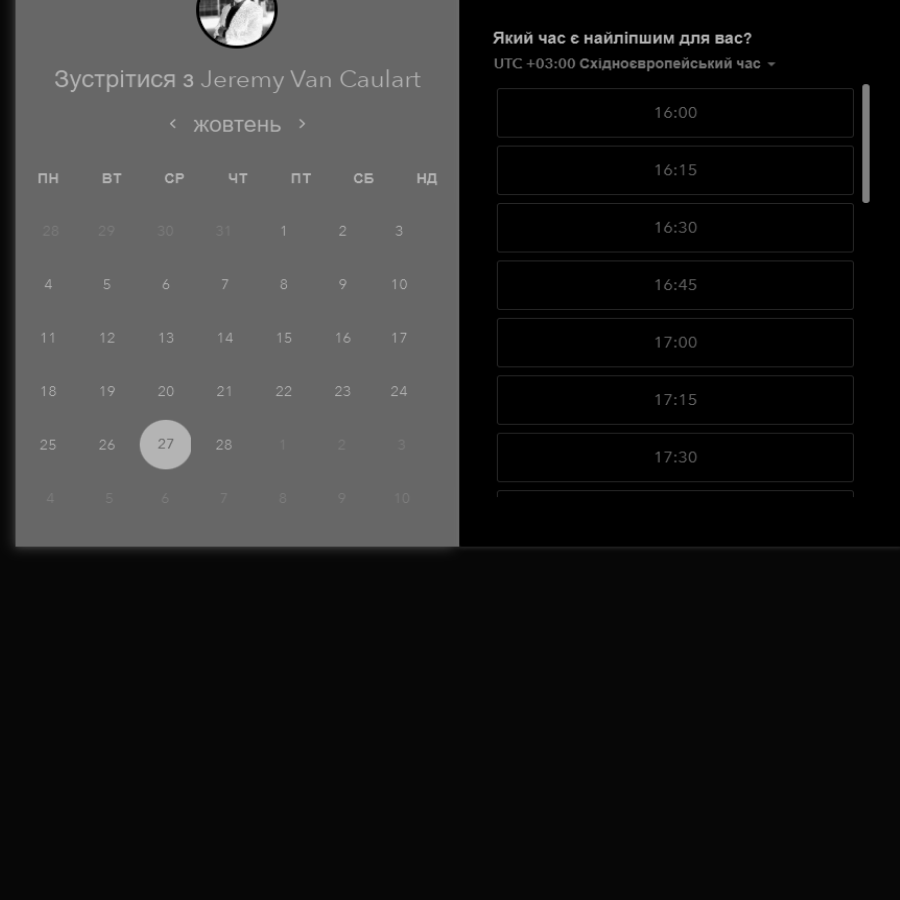 Зустрітися з Jeremy Van Caulart
жовтень
ПН ВТ СР ЧТ ПТ СБ НД
28 29 30 31 1 2 3
4 5 6 7 8 9 10
11 12 13 14 15 16 17
18 19 20 21 22 23 24
25 26 27 28 1 2 3
4 5 6 7 8 9 10
Який час є найліпшим для вас?
UTC +03:00 Східноєвропейський час
16:00
16:15
16:30
16:45
17:00
17:15
17:30